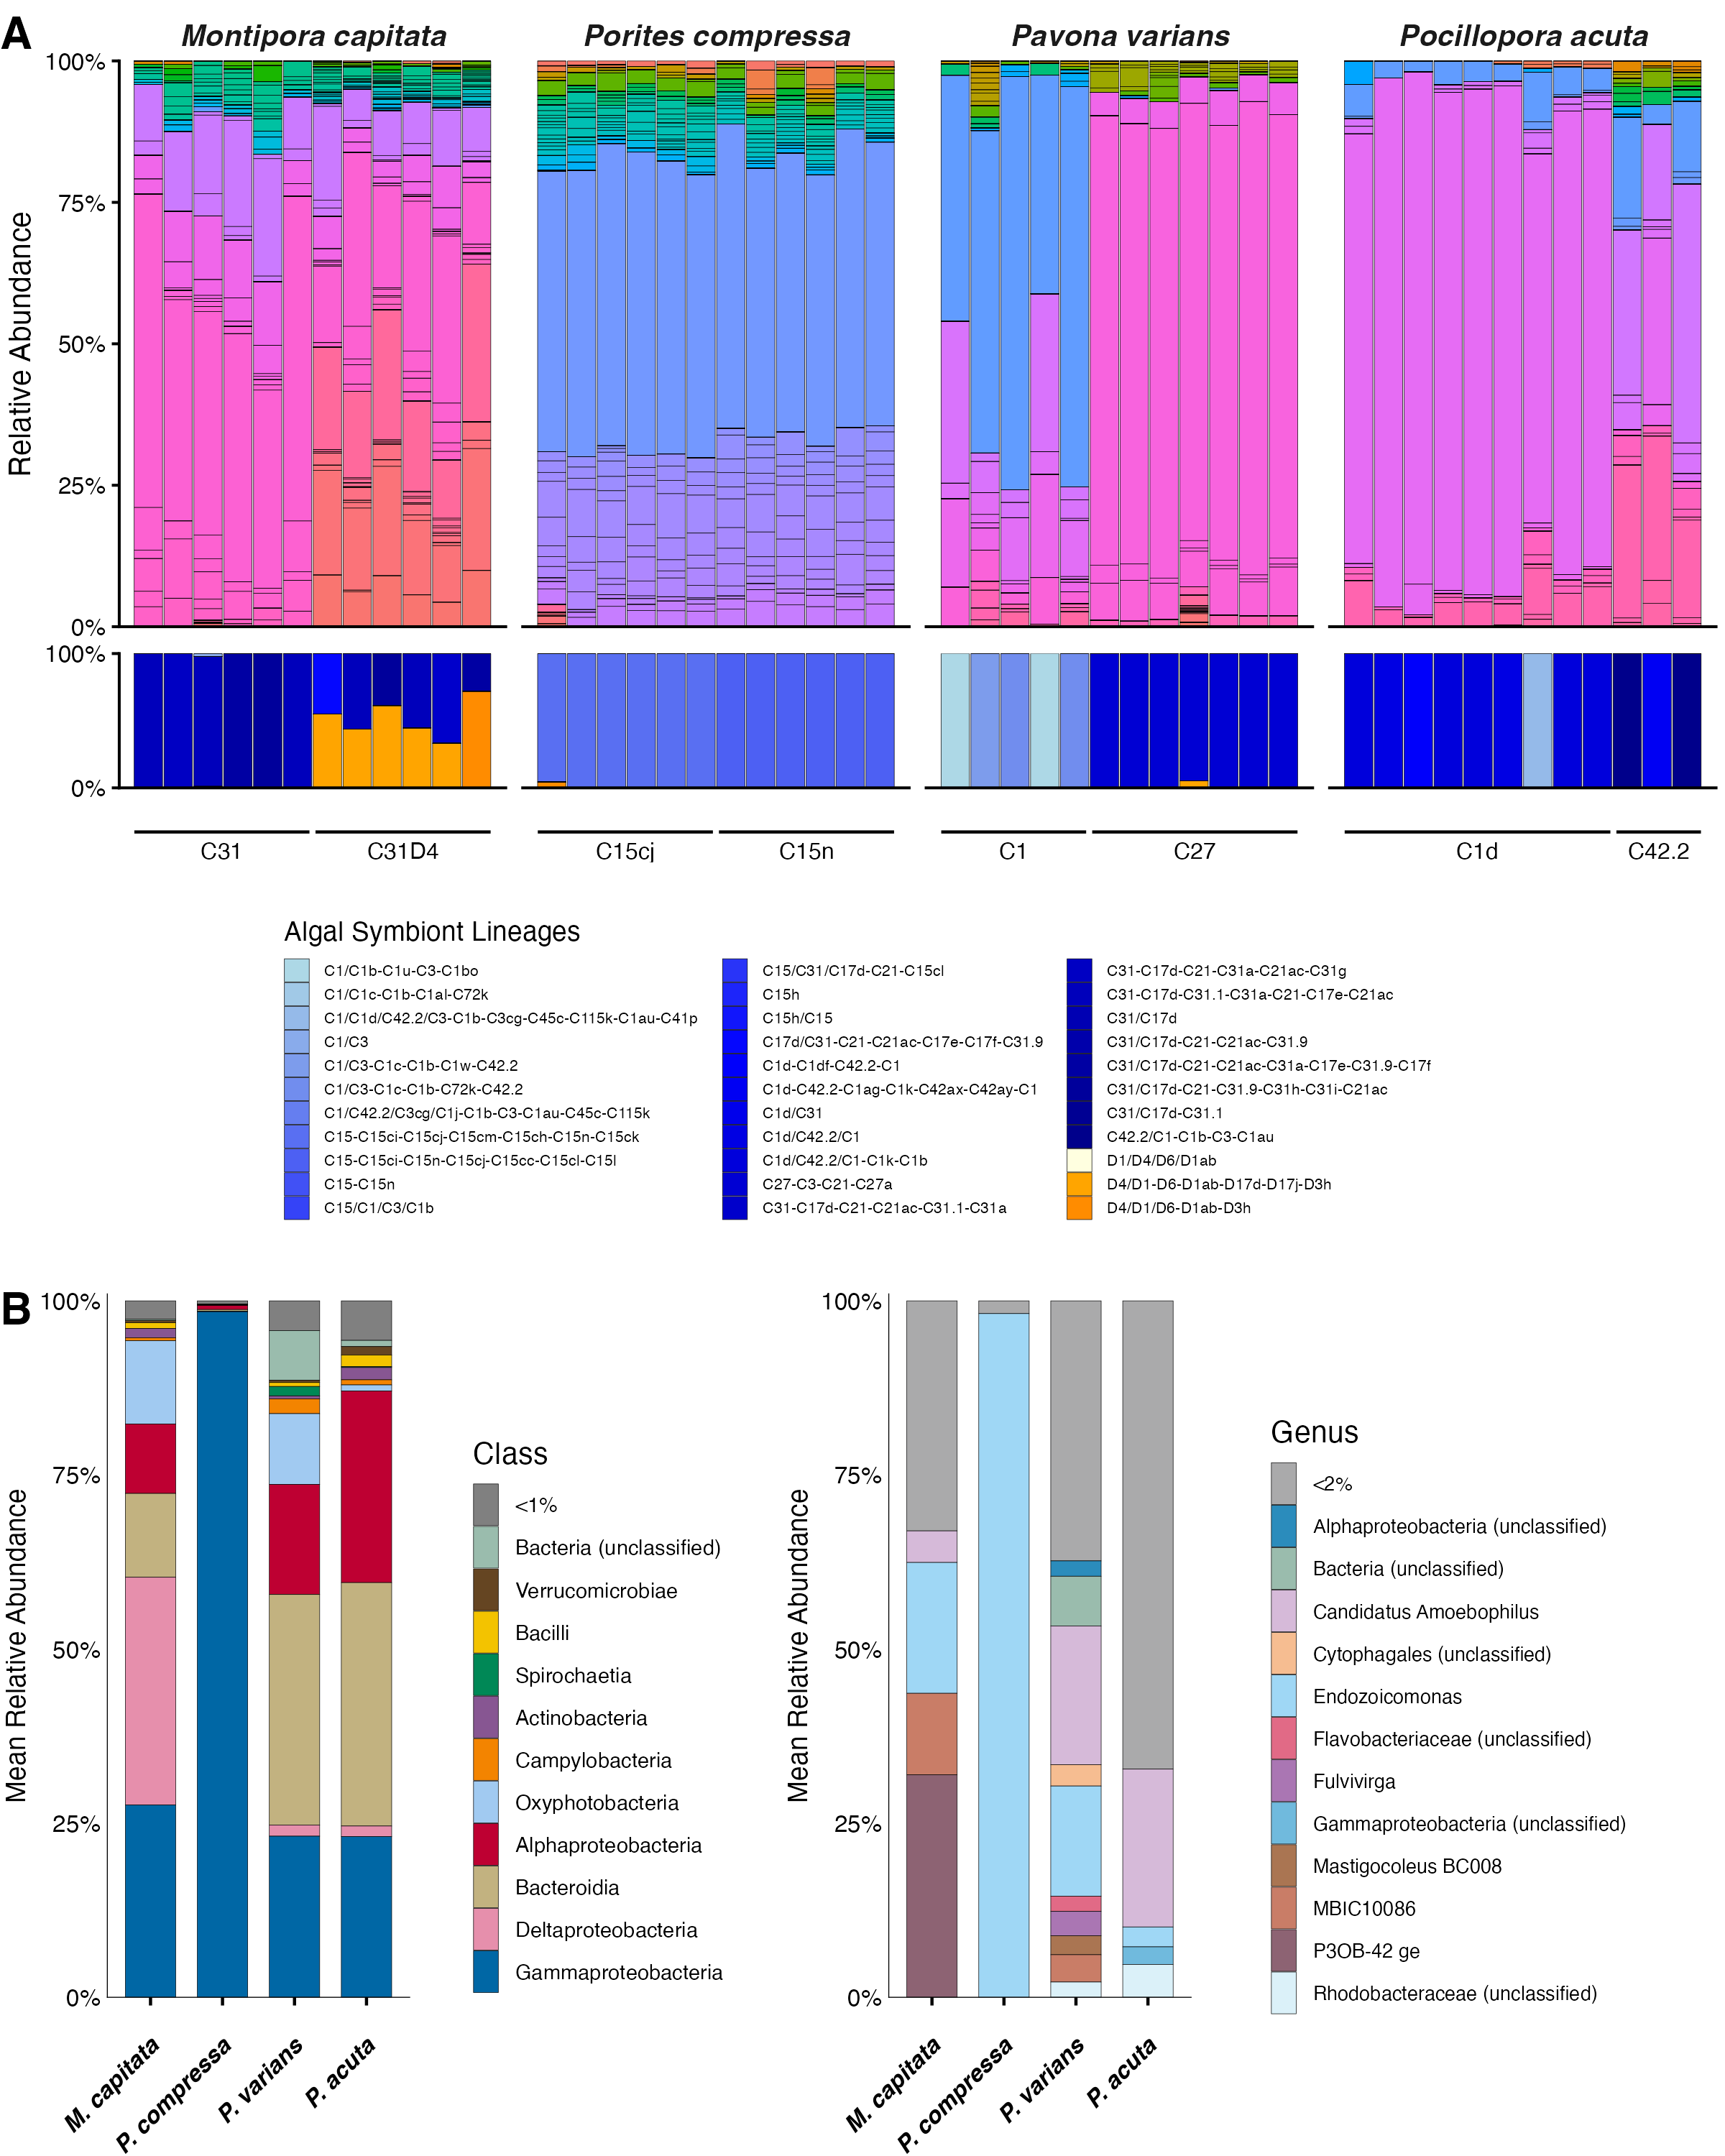 A
Montipora capitata
Porites compressa
Pavona varians
Pocillopora acuta
Relative Abundance
100%
75%
50%
25%
0%
100%
0%
C31
C31D4
C15cj
C15n
C1
C27
C1d
C42.2
Algal Symbiont Lineages
C1/C1b-C1u-C3-C1bo
C1/C1c-C1b-C1al-C72k
C1/C1d/C42.2/C3-C1b-C3cg-C45c-C115k-C1au-C41p
C1/C3
C1/C3-C1c-C1b-C1w-C42.2
C1/C3-C1c-C1b-C72k-C42.2
C1/C42.2/C3cg/C1j-C1b-C3-C1au-C45c-C115k
C15-C15ci-C15cj-C15cm-C15ch-C15n-C15ck
C15-C15ci-C15n-C15cj-C15cc-C15cl-C15l
C15-C15n
C15/C1/C3/C1b
C15/C31/C17d-C21-C15cl
C15h
C15h/C15
C17d/C31-C21-C21ac-C17e-C17f-C31.9
C1d-C1df-C42.2-C1
C1d-C42.2-C1ag-C1k-C42ax-C42ay-C1
C1d/C31
C1d/C42.2/C1
C1d/C42.2/C1-C1k-C1b
C27-C3-C21-C27a
C31-C17d-C21-C21ac-C31.1-C31a
C31-C17d-C21-C31a-C21ac-C31g
C31-C17d-C31.1-C31a-C21-C17e-C21ac
C31/C17d
C31/C17d-C21-C21ac-C31.9
C31/C17d-C21-C21ac-C31a-C17e-C31.9-C17f
C31/C17d-C21-C31.9-C31h-C31i-C21ac
C31/C17d-C31.1
C42.2/C1-C1b-C3-C1au
D1/D4/D6/D1ab
D4/D1-D6-D1ab-D17d-D17j-D3h
D4/D1/D6-D1ab-D3h
B
Mean Relative Abundance
100%
75%
50%
25%
0%
M. capitata
P. compressa
P. varians
P. acuta
Class
<1%
Bacteria (unclassified)
Verrucomicrobiae
Bacilli
Spirochaetia
Actinobacteria
Campylobacteria
Oxyphotobacteria
Alphaproteobacteria
Bacteroidia
Deltaproteobacteria
Gammaproteobacteria
Mean Relative Abundance
100%
75%
50%
25%
0%
M. capitata
P. compressa
P. varians
P. acuta
Genus
<2%
Alphaproteobacteria (unclassified)
Bacteria (unclassified)
Candidatus Amoebophilus
Cytophagales (unclassified)
Endozoicomonas
Flavobacteriaceae (unclassified)
Fulvivirga
Gammaproteobacteria (unclassified)
Mastigocoleus BC008
MBIC10086
P3OB-42 ge
Rhodobacteraceae (unclassified)